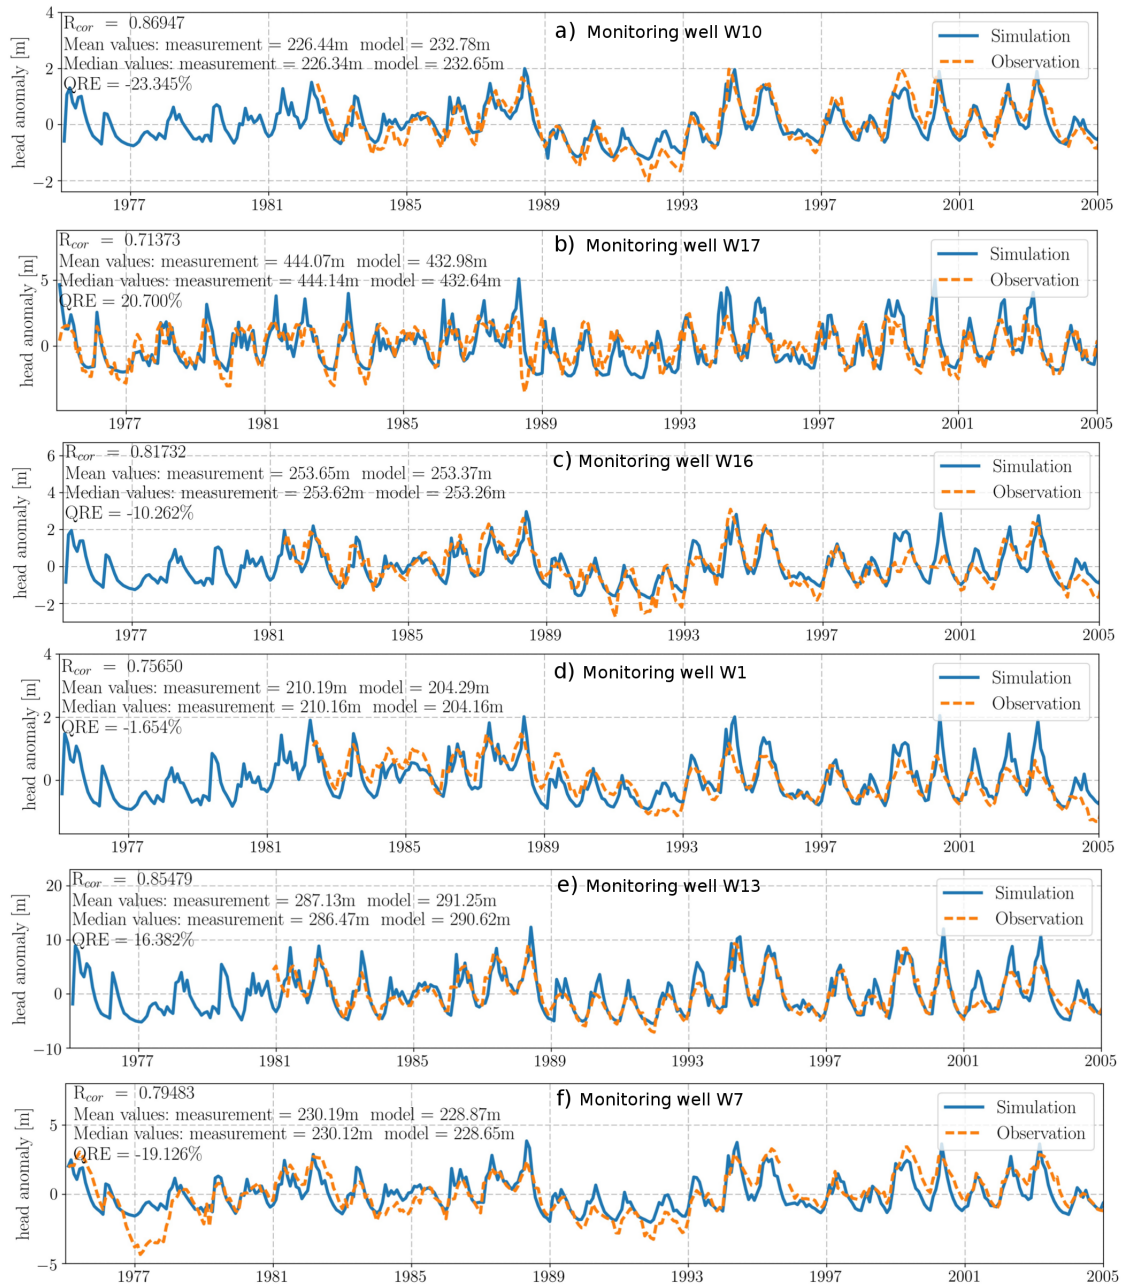 a) Monitoring well W10
R_cor = 0.86947
Mean values: measurement = 226.44m model = 232.78m
Median values: measurement = 226.34m model = 232.65m
QRE = -23.345%
Simulation
Observation
head anomaly [m]
4
2
0
−2
1977 1981 1985 1989 1993 1997 2001 2005
b) Monitoring well W17
R_cor = 0.71373
Mean values: measurement = 444.07m model = 432.98m
Median values: measurement = 444.14m model = 432.64m
QRE = 20.700%
Simulation
Observation
head anomaly [m]
5
0
1977 1981 1985 1989 1993 1997 2001 2005
c) Monitoring well W16
R_cor = 0.81732
Mean values: measurement = 253.65m model = 253.37m
Median values: measurement = 253.62m model = 253.26m
QRE = -10.262%
Simulation
Observation
head anomaly [m]
6
4
2
0
−2
1977 1981 1985 1989 1993 1997 2001 2005
d) Monitoring well W1
R_cor = 0.75650
Mean values: measurement = 210.19m model = 204.29m
Median values: measurement = 210.16m model = 204.16m
QRE = -1.654%
Simulation
Observation
head anomaly [m]
4
2
0
1977 1981 1985 1989 1993 1997 2001 2005
e) Monitoring well W13
R_cor = 0.85479
Mean values: measurement = 287.13m model = 291.25m
Median values: measurement = 286.47m model = 290.62m
QRE = 16.382%
Simulation
Observation
head anomaly [m]
20
10
0
−10
1977 1981 1985 1989 1993 1997 2001 2005
f) Monitoring well W7
R_cor = 0.79483
Mean values: measurement = 230.19m model = 228.87m
Median values: measurement = 230.12m model = 228.65m
QRE = -19.126%
Simulation
Observation
head anomaly [m]
5
0
−5
1977 1981 1985 1989 1993 1997 2001 2005